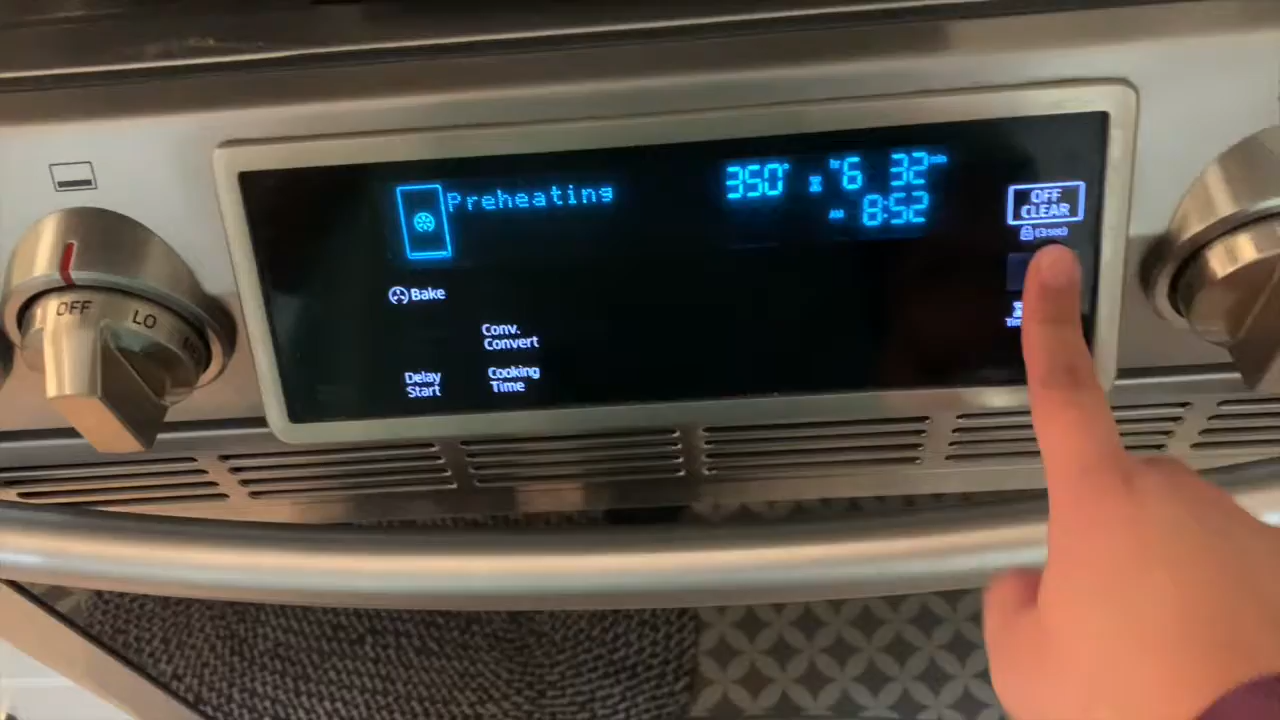 Preheating
350° hr 6 32 min
AM 8:52
OFF
CLEAR
(3 sec)
Bake
Conv.
Convert
Delay
Start
Cooking
Time
OFF
LO